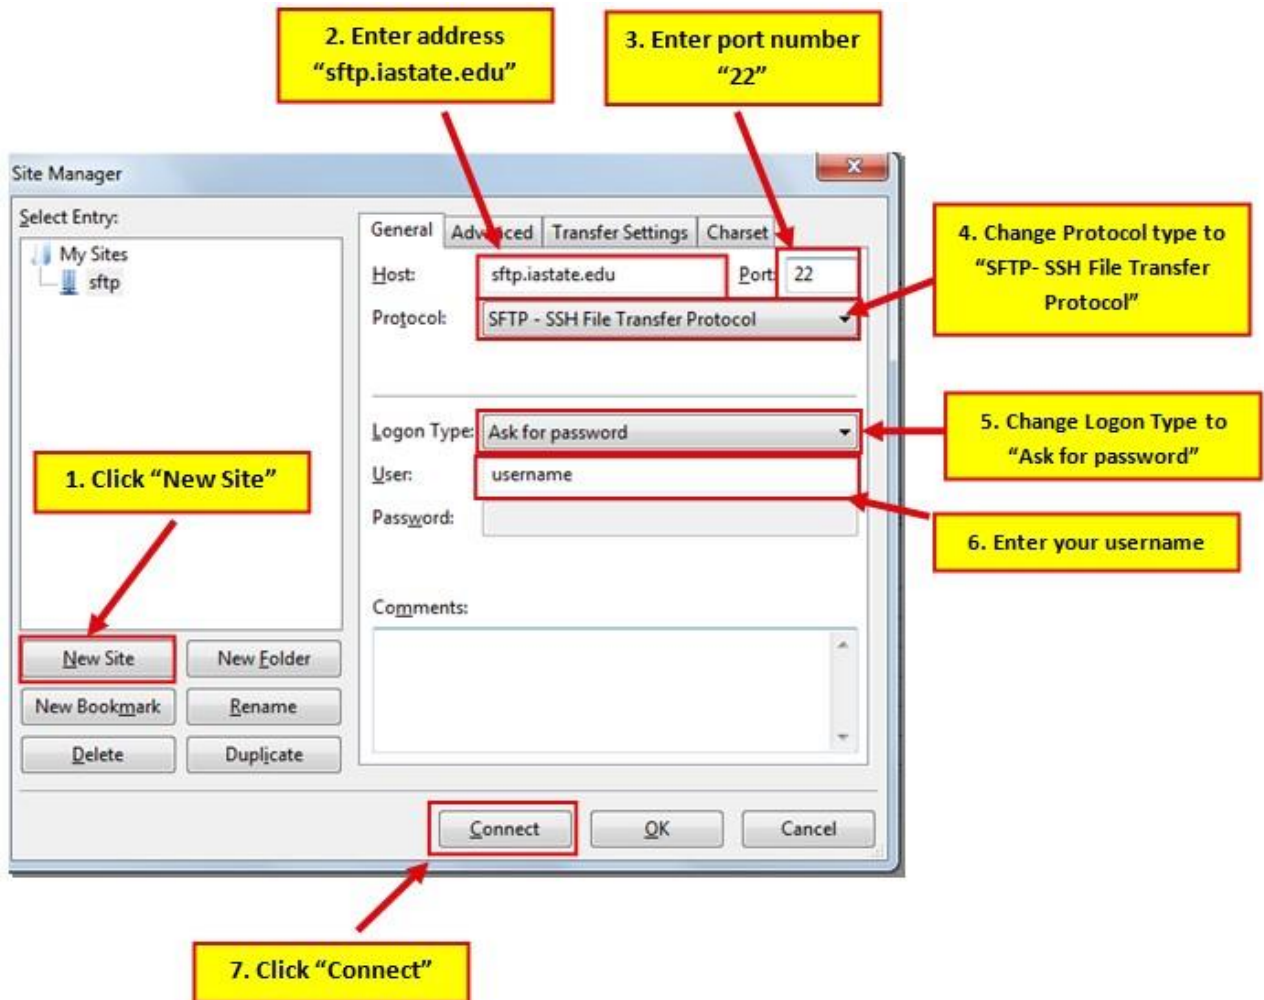 2. Enter address
“sftp.iastate.edu”
3. Enter port number
“22”
Site Manager
Select Entry:
My Sites
sftp
General
Advanced
Transfer Settings
Charset
Host:
sftp.iastate.edu
Port:
22
4. Change Protocol type to
“SFTP- SSH File Transfer
Protocol”
Protocol:
SFTP - SSH File Transfer Protocol
Logon Type:
Ask for password
5. Change Logon Type to
“Ask for password”
1. Click “New Site”
User:
username
Password:
6. Enter your username
Comments:
New Site
New Folder
New Bookmark
Rename
Delete
Duplicate
Connect
OK
Cancel
7. Click “Connect”